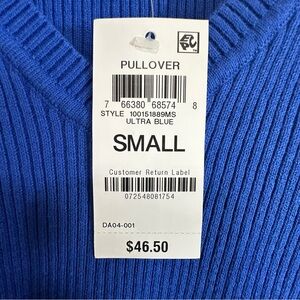 PULLOVER
7 66380 68574 8
STYLE 100151889MS
ULTRA BLUE
SMALL
Customer Return Label
072548081754
DA04-001
$46.50